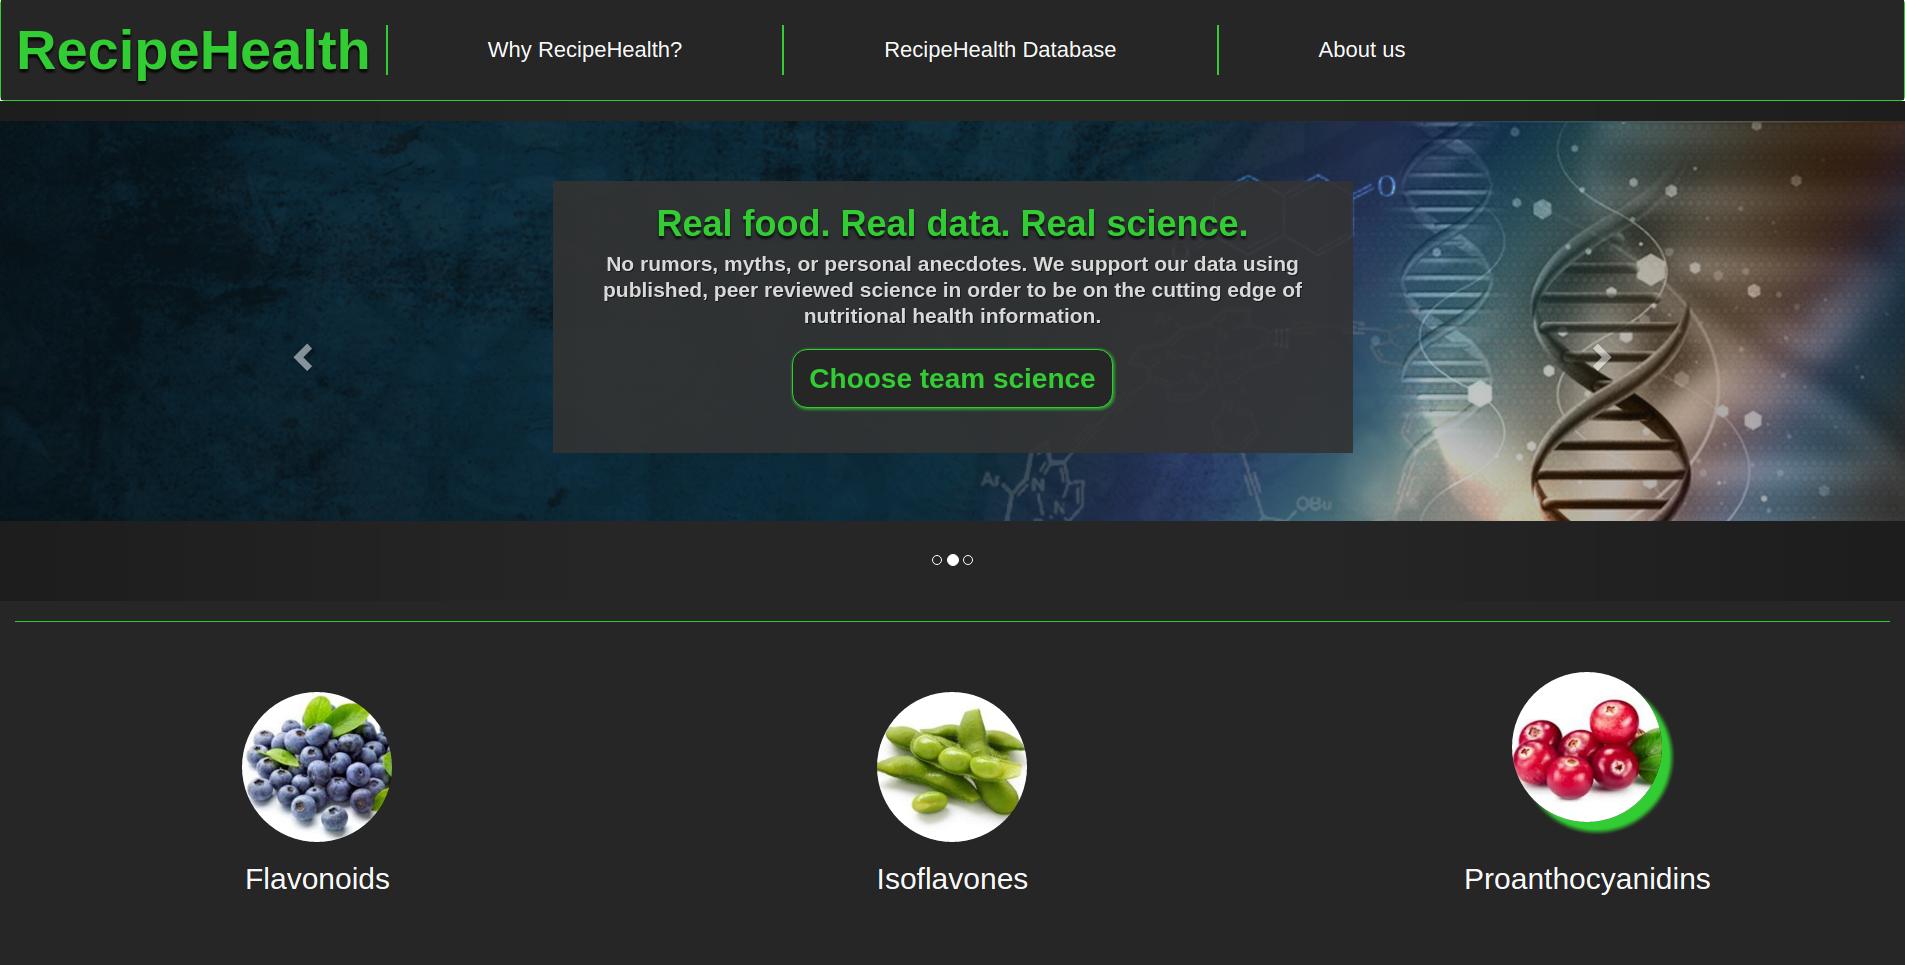 RecipeHealth
Why RecipeHealth?
RecipeHealth Database
About us
O
Real food. Real data. Real science.
No rumors, myths, or personal anecdotes. We support our data using
published, peer reviewed science in order to be on the cutting edge of
nutritional health information.
Choose team science
Ar
N
N
N
OBu
Flavonoids
Isoflavones
Proanthocyanidins